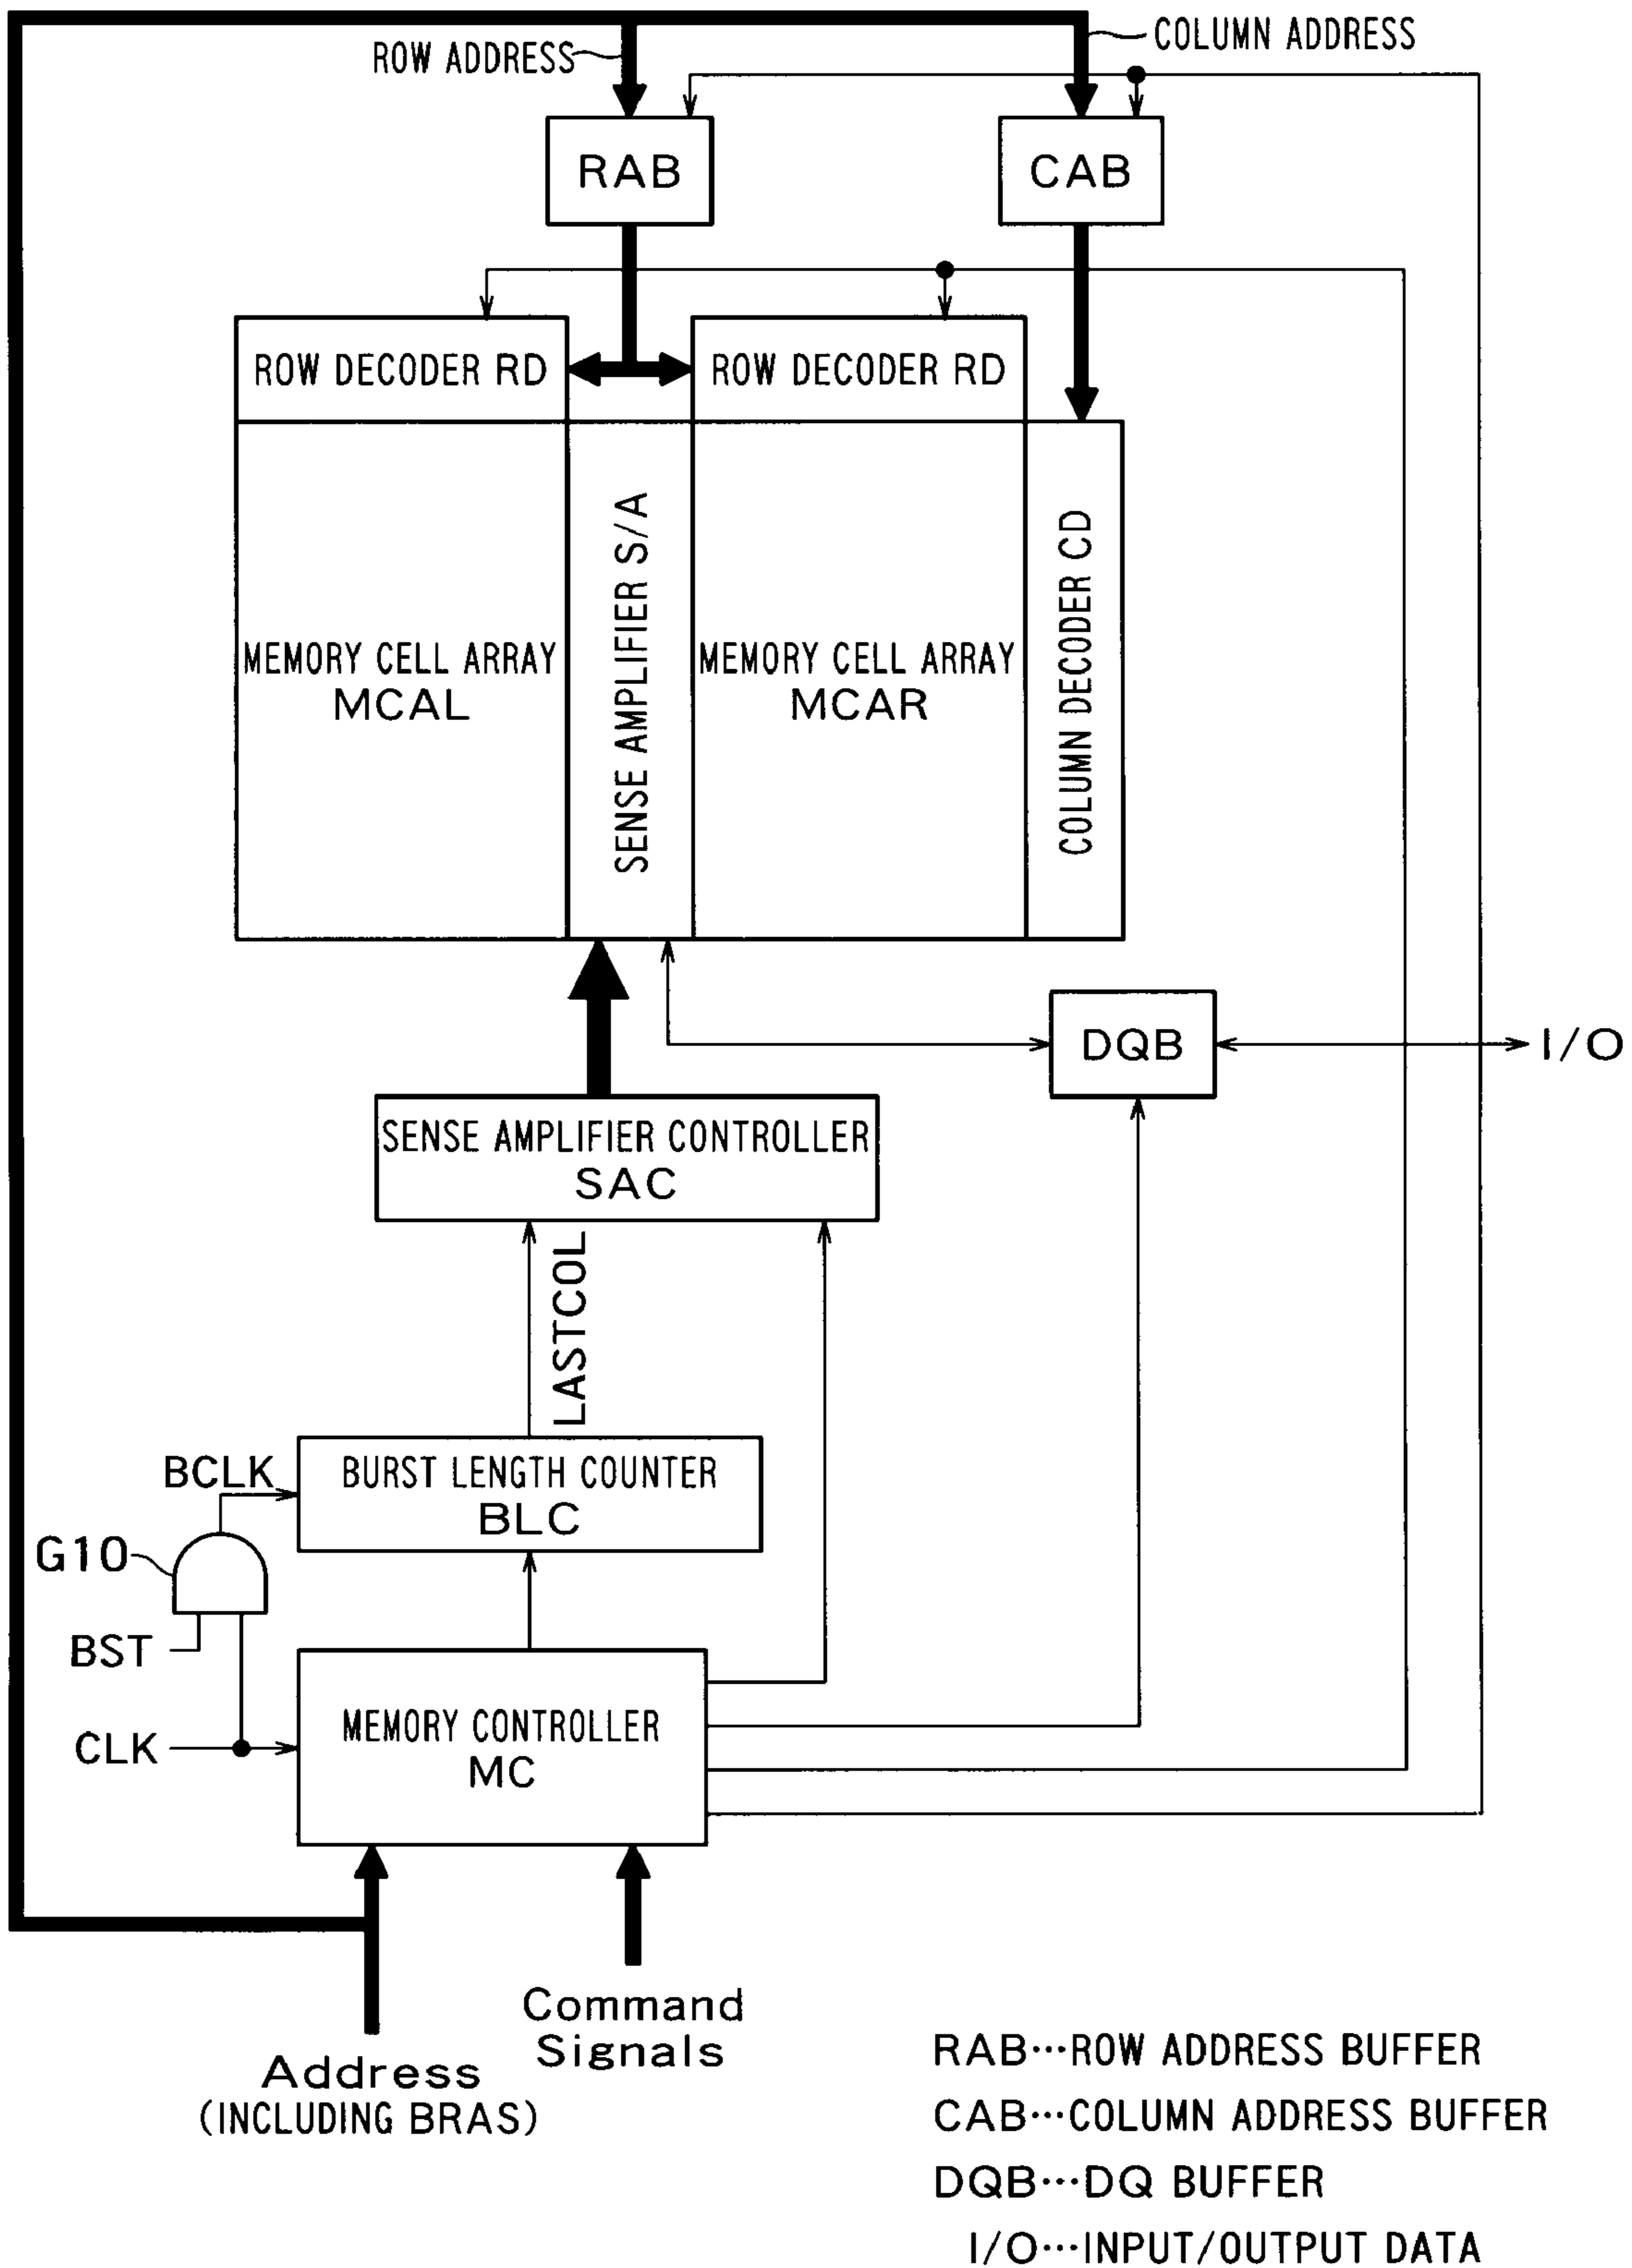 COLUMN ADDRESS
ROW ADDRESS
RAB
CAB
ROW DECODER RD
ROW DECODER RD
SENSE AMPLIFIER S/A
COLUMN DECODER CD
MEMORY CELL ARRAY
MCAL
MEMORY CELL ARRAY
MCAR
DQB
I/O
SENSE AMPLIFIER CONTROLLER
SAC
LASTCOL
BCLK
BURST LENGTH COUNTER
BLC
G10
BST
CLK
MEMORY CONTROLLER
MC
Command
Signals
Address
(INCLUDING BRAS)
RAB···ROW ADDRESS BUFFER
CAB···COLUMN ADDRESS BUFFER
DQB···DQ BUFFER
I/O···INPUT/OUTPUT DATA